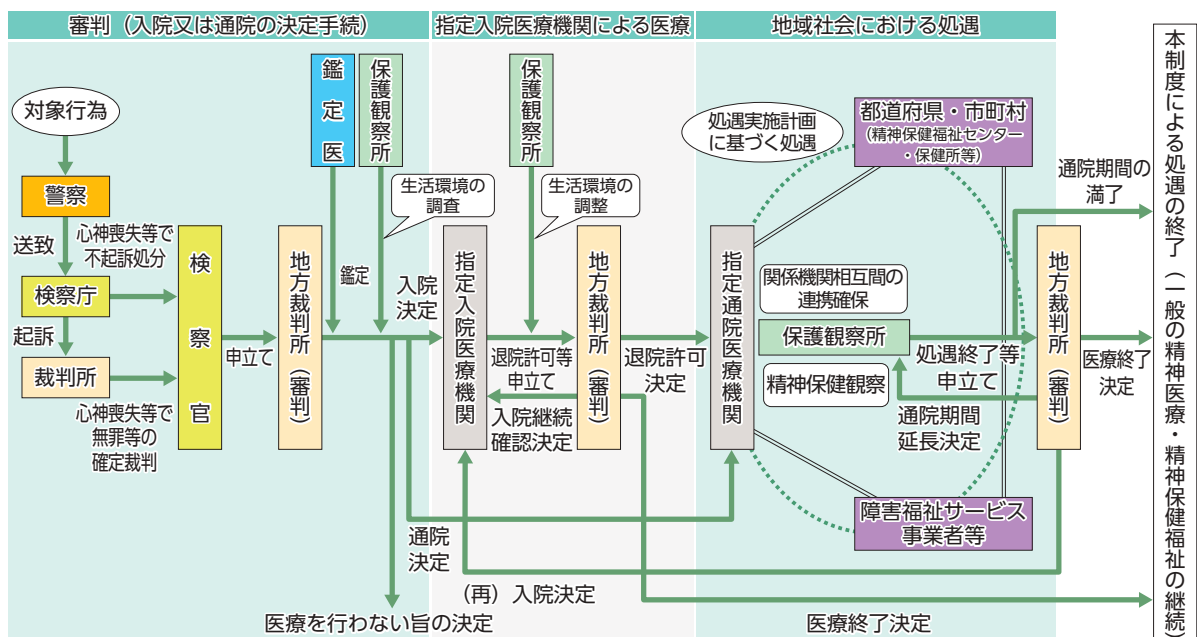 審判（入院又は通院の決定手続）
指定入院医療機関による医療
地域社会における処遇
対象行為
警察
送致
検察庁
起訴
裁判所
心神喪失等で
不起訴処分
心神喪失等で
無罪等の
確定裁判
検察官
申立て
地方裁判所（審判）
鑑定医
鑑定
保護観察所
生活環境の
調査
入院
決定
通院
決定
医療を行わない旨の決定
指定入院医療機関
保護観察所
生活環境の
調整
退院許可等
申立て
入院継続
確認決定
地方裁判所（審判）
退院許可
決定
（再）入院決定
処遇実施計画
に基づく処遇
都道府県・市町村
（精神保健福祉センター
・保健所等）
指定通院医療機関
関係機関相互間の
連携確保
保護観察所
精神保健観察
処遇終了等
申立て
通院期間
延長決定
障害福祉サービス
事業者等
地方裁判所（審判）
通院期間の
満了
医療終了
決定
医療終了決定
本制度による処遇の終了（一般の精神医療・精神保健福祉の継続）